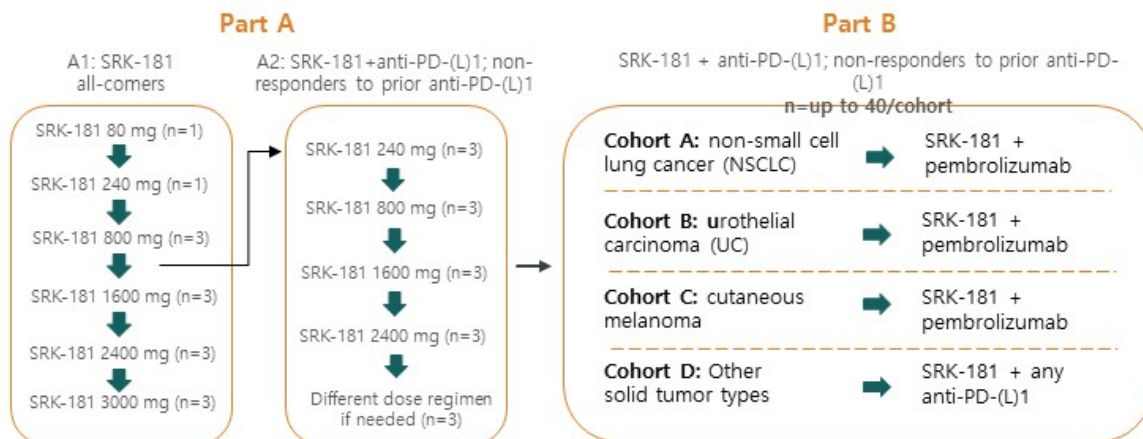 Part A
A1: SRK-181
all-comers
SRK-181 80 mg (n=1)
SRK-181 240 mg (n=1)
SRK-181 800 mg (n=3)
SRK-181 1600 mg (n=3)
SRK-181 2400 mg (n=3)
SRK-181 3000 mg (n=3)
A2: SRK-181+anti-PD-(L)1; non-
responders to prior anti-PD-(L)1
SRK-181 240 mg (n=3)
SRK-181 800 mg (n=3)
SRK-181 1600 mg (n=3)
SRK-181 2400 mg (n=3)
Different dose regimen
if needed (n=3)
Part B
SRK-181 + anti-PD-(L)1; non-responders to prior anti-PD-
(L)1
n=up to 40/cohort
Cohort A: non-small cell
lung cancer (NSCLC)
SRK-181 +
pembrolizumab
Cohort B: urothelial
carcinoma (UC)
SRK-181 +
pembrolizumab
Cohort C: cutaneous
melanoma
SRK-181 +
pembrolizumab
Cohort D: Other
solid tumor types
SRK-181 + any
anti-PD-(L)1